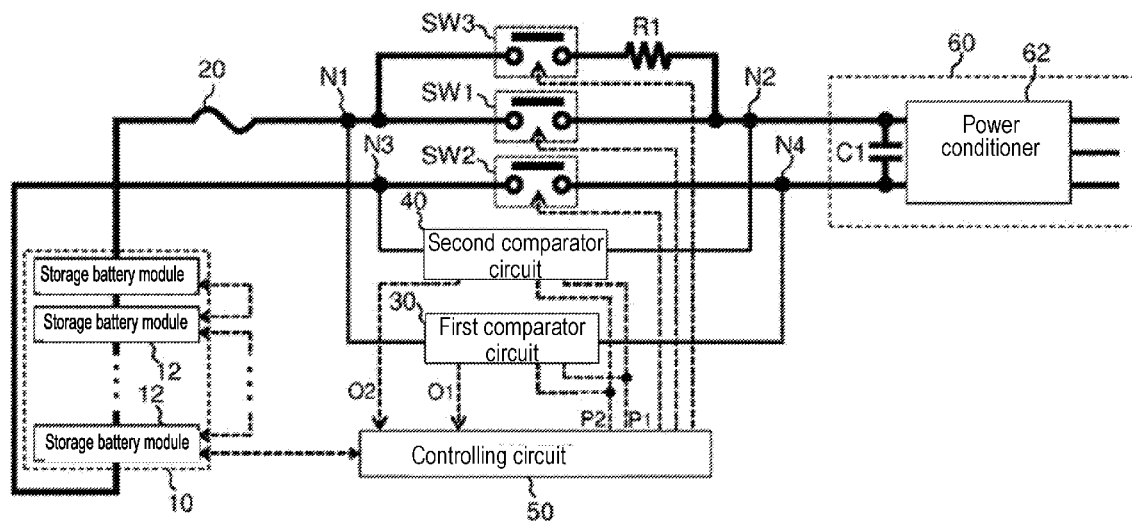 SW3
R1
60
62
20
N1
SW1
N2
N3
SW2
N4
C1
Power
conditioner
40
Second comparator
circuit
Storage battery module
30
First comparator
circuit
Storage battery module
12
12
O2
O1
P2
P1
Storage battery module
Controlling circuit
10
50